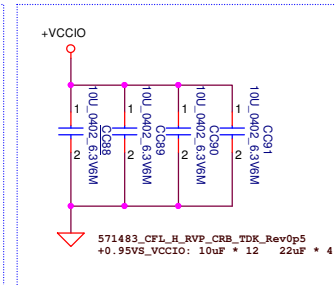 +VCCIO
1
2
10U_0402_6.3V6M
CC88
1
2
10U_0402_6.3V6M
CC89
1
2
10U_0402_6.3V6M
CC90
1
2
10U_0402_6.3V6M
CC91
571483_CFL_H_RVP_CRB_TDK_Rev0p5
+0.95VS_VCCIO: 10uF * 12 22uF * 4